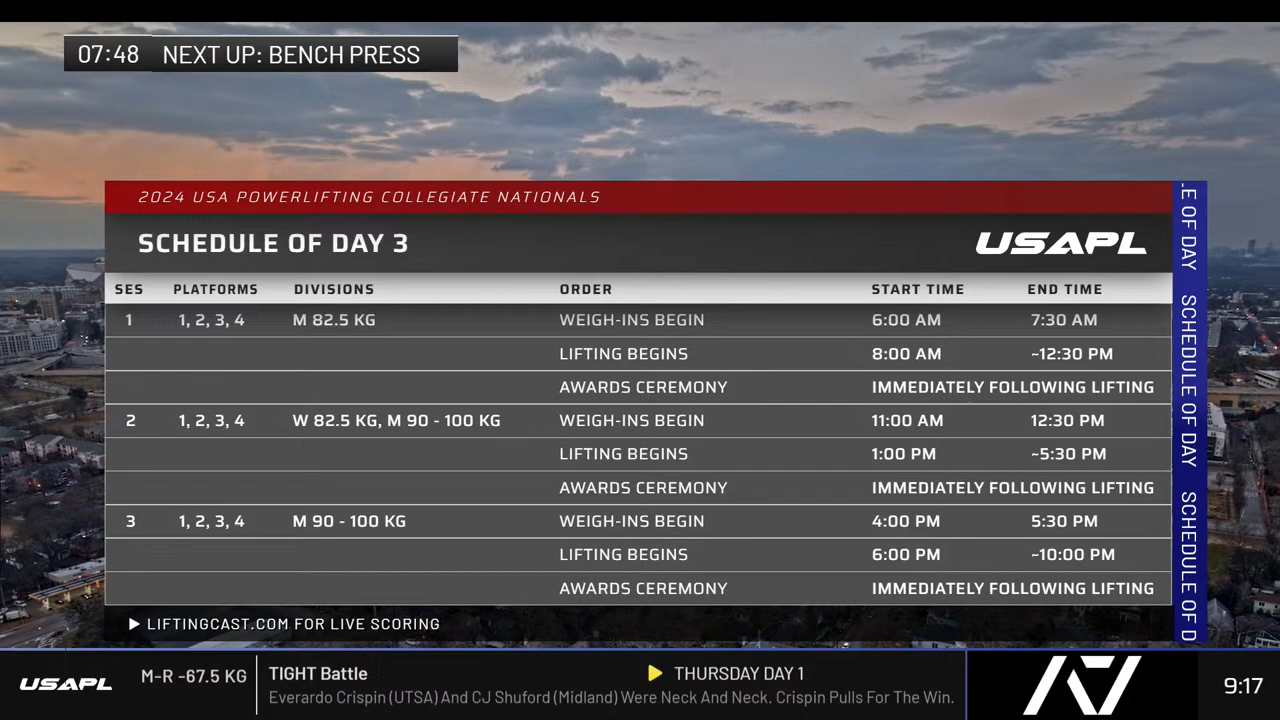 07:48 NEXT UP: BENCH PRESS
2024 USA POWERLIFTING COLLEGIATE NATIONALS
SCHEDULE OF DAY 3 USAPL
SES PLATFORMS DIVISIONS ORDER START TIME END TIME
1 1, 2, 3, 4 M 82.5 KG WEIGH-INS BEGIN 6:00 AM 7:30 AM
LIFTING BEGINS 8:00 AM ~12:30 PM
AWARDS CEREMONY IMMEDIATELY FOLLOWING LIFTING
2 1, 2, 3, 4 W 82.5 KG, M 90 - 100 KG WEIGH-INS BEGIN 11:00 AM 12:30 PM
LIFTING BEGINS 1:00 PM ~5:30 PM
AWARDS CEREMONY IMMEDIATELY FOLLOWING LIFTING
3 1, 2, 3, 4 M 90 - 100 KG WEIGH-INS BEGIN 4:00 PM 5:30 PM
LIFTING BEGINS 6:00 PM ~10:00 PM
AWARDS CEREMONY IMMEDIATELY FOLLOWING LIFTING
LIFTINGCAST.COM FOR LIVE SCORING
LE OF DAY SCHEDULE OF DAY SCHEDULE OF D
USAPL M-R -67.5 KG TIGHT Battle THURSDAY DAY 1
Everardo Crispin (UTSA) And CJ Shuford (Midland) Were Neck And Neck. Crispin Pulls For The Win.
9:17